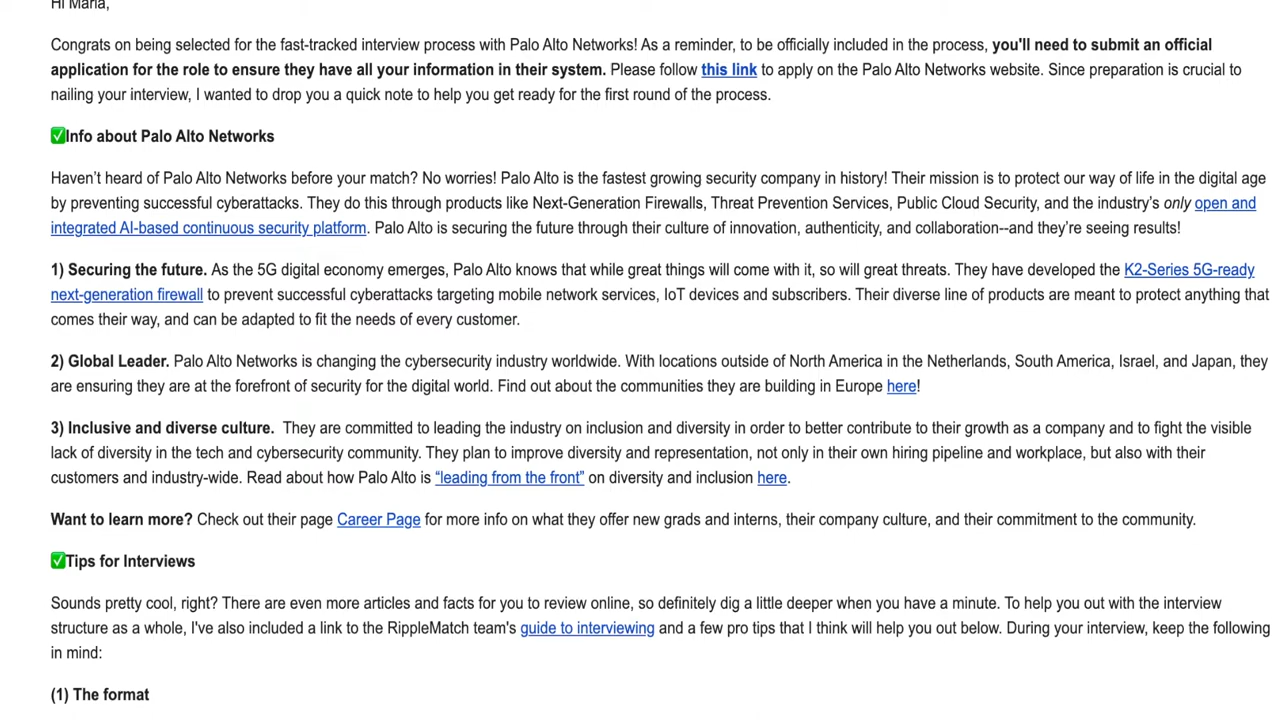 Hi Maria,
Congrats on being selected for the fast-tracked interview process with Palo Alto Networks! As a reminder, to be officially included in the process, you'll need to submit an official
application for the role to ensure they have all your information in their system. Please follow this link to apply on the Palo Alto Networks website. Since preparation is crucial to
nailing your interview, I wanted to drop you a quick note to help you get ready for the first round of the process.
✅Info about Palo Alto Networks
Haven’t heard of Palo Alto Networks before your match? No worries! Palo Alto is the fastest growing security company in history! Their mission is to protect our way of life in the digital age
by preventing successful cyberattacks. They do this through products like Next-Generation Firewalls, Threat Prevention Services, Public Cloud Security, and the industry’s only open and
integrated AI-based continuous security platform. Palo Alto is securing the future through their culture of innovation, authenticity, and collaboration--and they’re seeing results!
1) Securing the future. As the 5G digital economy emerges, Palo Alto knows that while great things will come with it, so will great threats. They have developed the K2-Series 5G-ready
next-generation firewall to prevent successful cyberattacks targeting mobile network services, IoT devices and subscribers. Their diverse line of products are meant to protect anything that
comes their way, and can be adapted to fit the needs of every customer.
2) Global Leader. Palo Alto Networks is changing the cybersecurity industry worldwide. With locations outside of North America in the Netherlands, South America, Israel, and Japan, they
are ensuring they are at the forefront of security for the digital world. Find out about the communities they are building in Europe here!
3) Inclusive and diverse culture. They are committed to leading the industry on inclusion and diversity in order to better contribute to their growth as a company and to fight the visible
lack of diversity in the tech and cybersecurity community. They plan to improve diversity and representation, not only in their own hiring pipeline and workplace, but also with their
customers and industry-wide. Read about how Palo Alto is “leading from the front” on diversity and inclusion here.
Want to learn more? Check out their page Career Page for more info on what they offer new grads and interns, their company culture, and their commitment to the community.
✅Tips for Interviews
Sounds pretty cool, right? There are even more articles and facts for you to review online, so definitely dig a little deeper when you have a minute. To help you out with the interview
structure as a whole, I've also included a link to the RippleMatch team's guide to interviewing and a few pro tips that I think will help you out below. During your interview, keep the following
in mind:
(1) The format